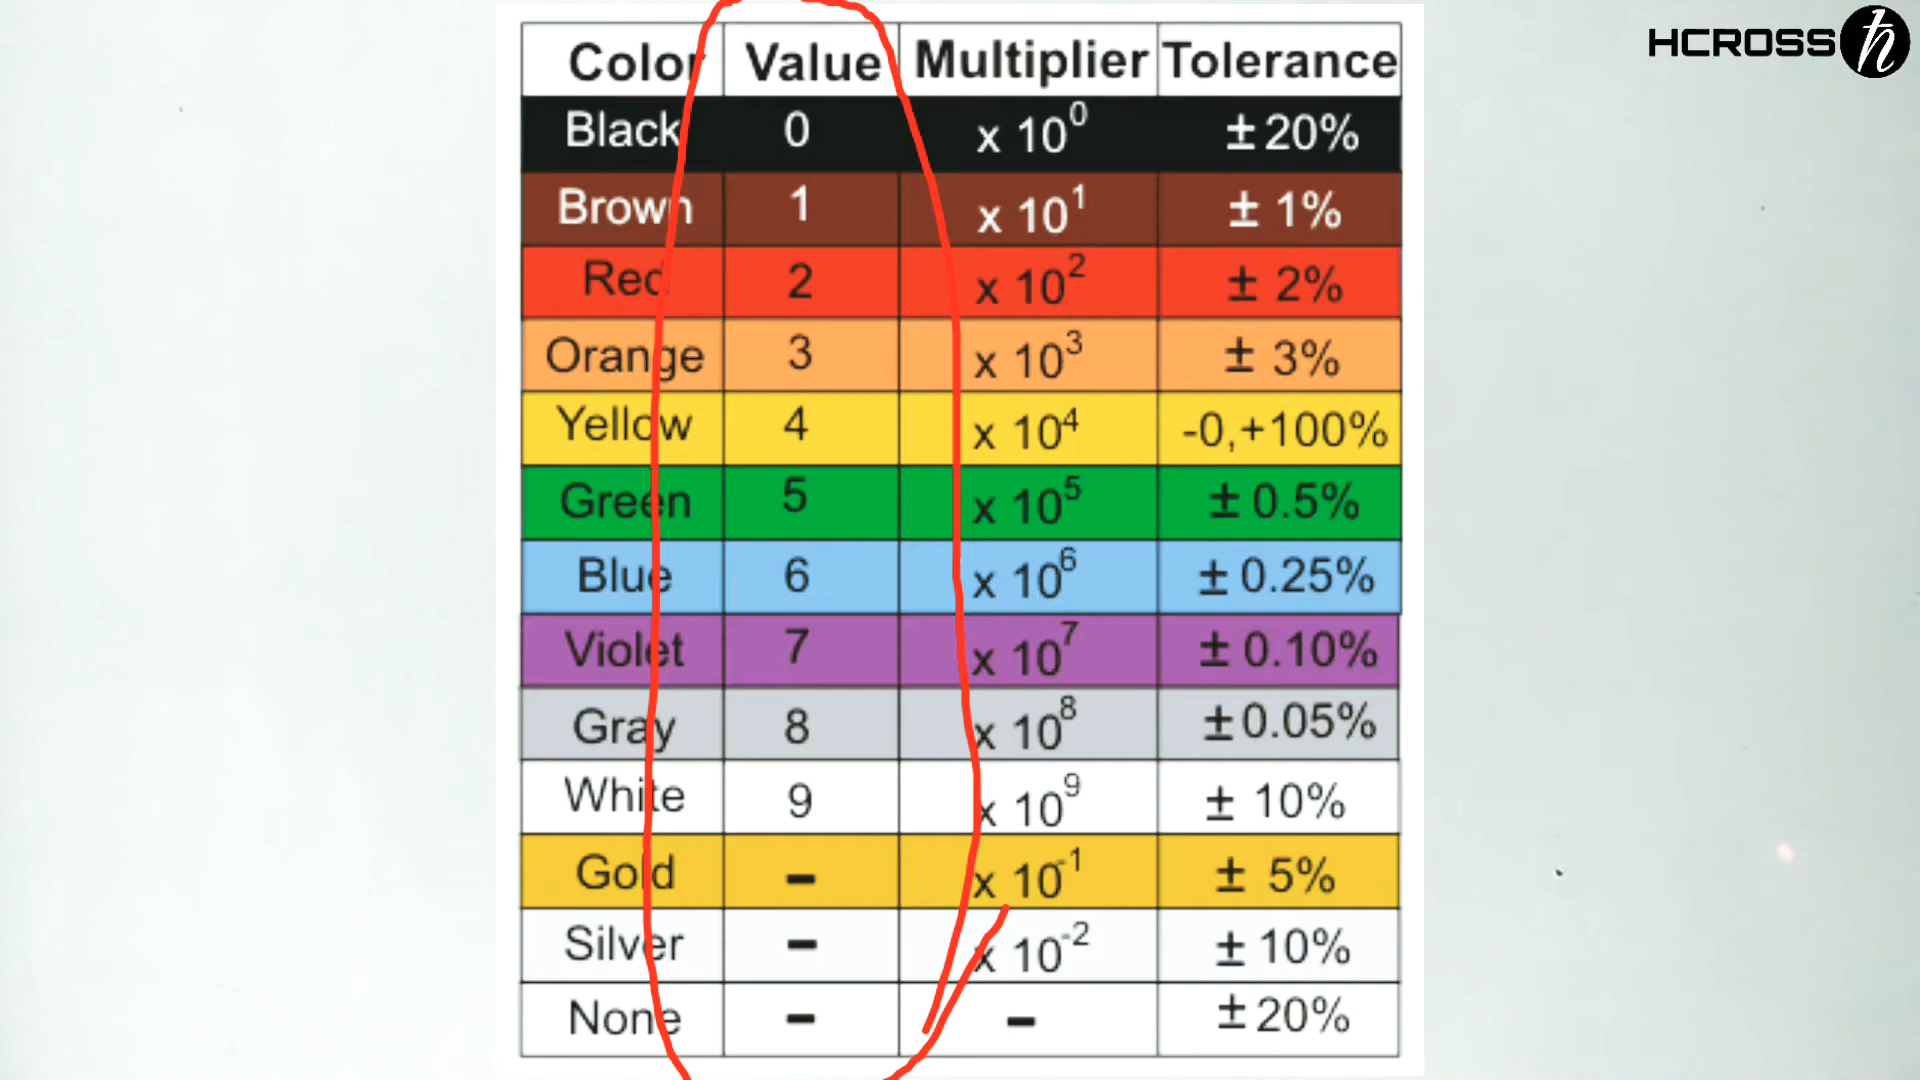 HCROSS ħ
Color Value Multiplier Tolerance
Black 0 x 10⁰ ± 20%
Brown 1 x 10¹ ± 1%
Red 2 x 10² ± 2%
Orange 3 x 10³ ± 3%
Yellow 4 x 10⁴ -0,+100%
Green 5 x 10⁵ ± 0.5%
Blue 6 x 10⁶ ± 0.25%
Violet 7 x 10⁷ ± 0.10%
Gray 8 x 10⁸ ±0.05%
White 9 x 10⁹ ± 10%
Gold - x 10⁻¹ ± 5%
Silver - x 10⁻² ± 10%
None - - ± 20%